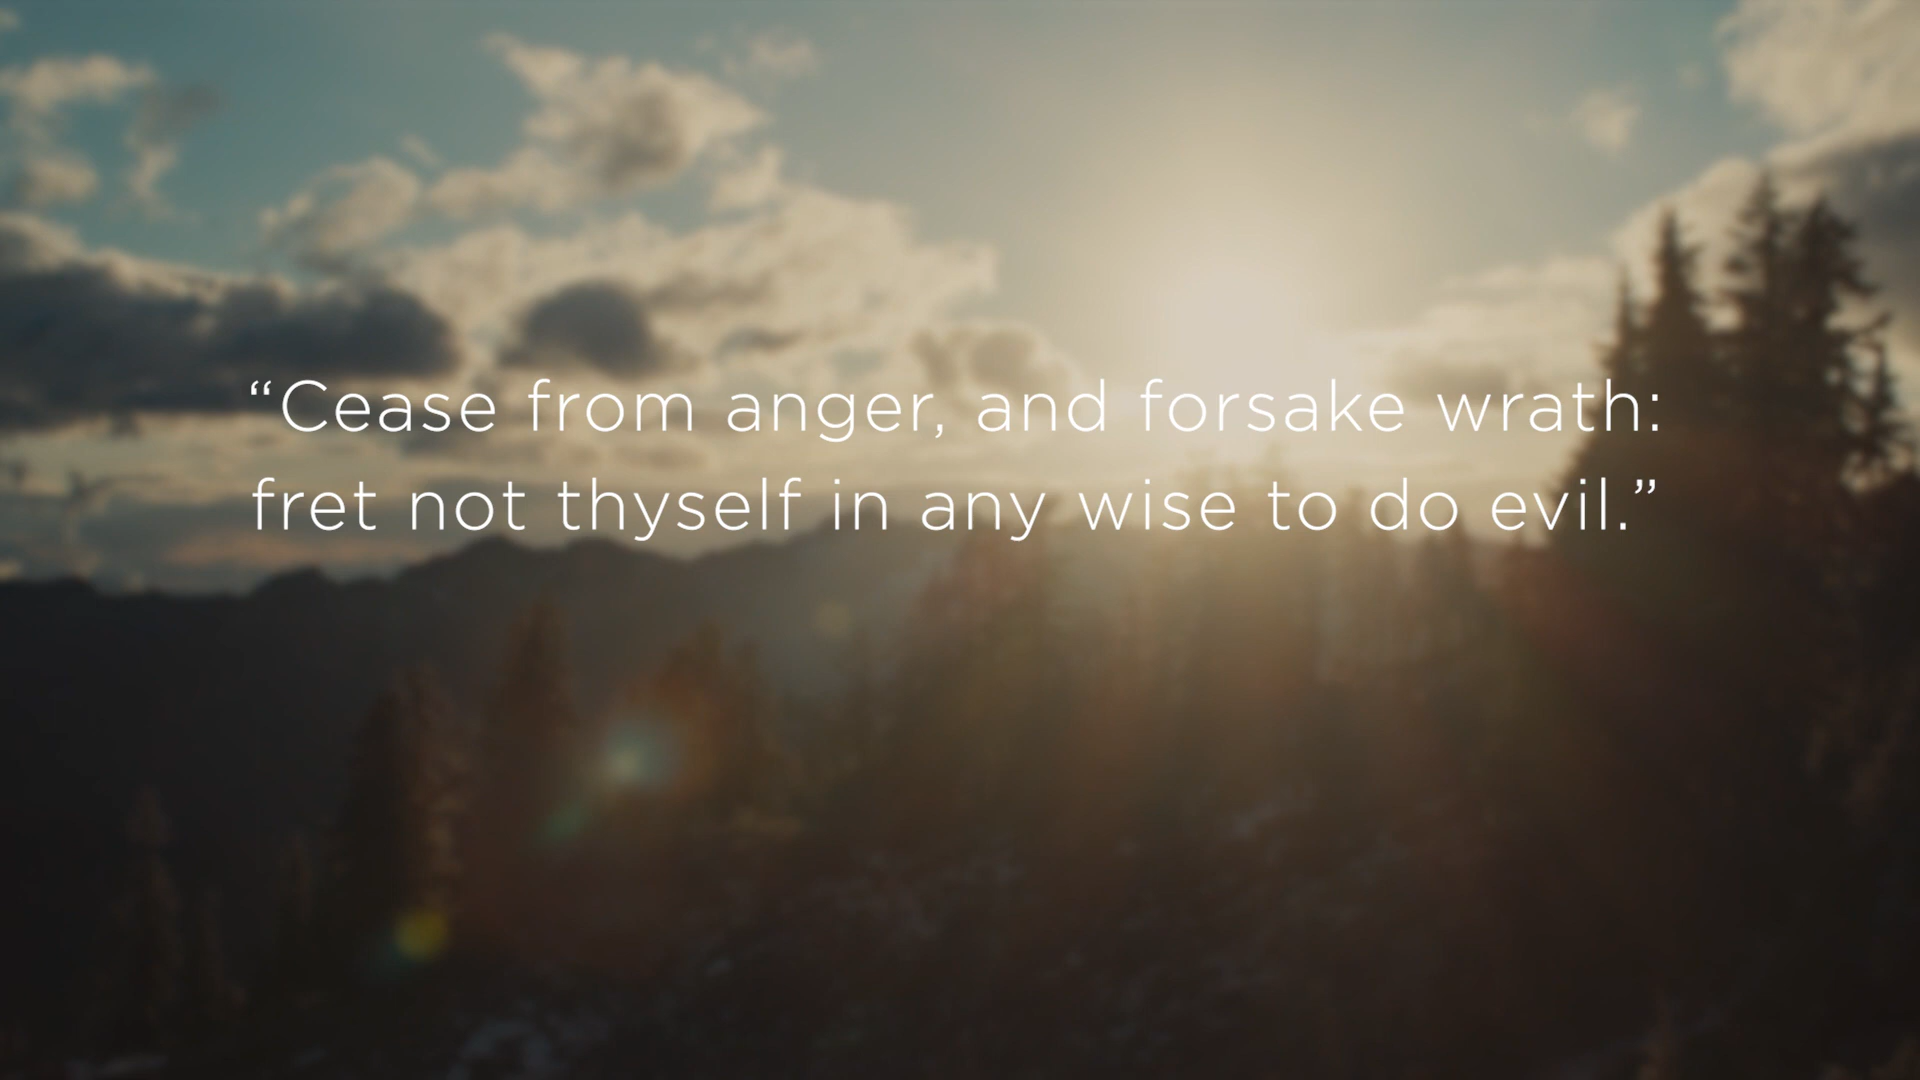 “Cease from anger, and forsake wrath:
fret not thyself in any wise to do evil.”